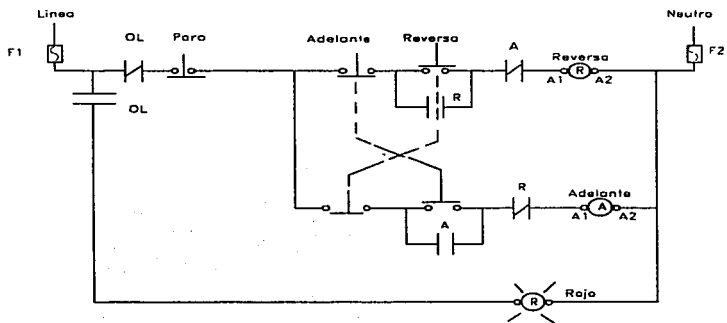 Linea
Neutro
F1
OL
Paro
Adelante
Reversa
A
Reversa
F2
R
A1
A2
OL
R
R
Adelante
A
A1
A
A2
R
Rojo